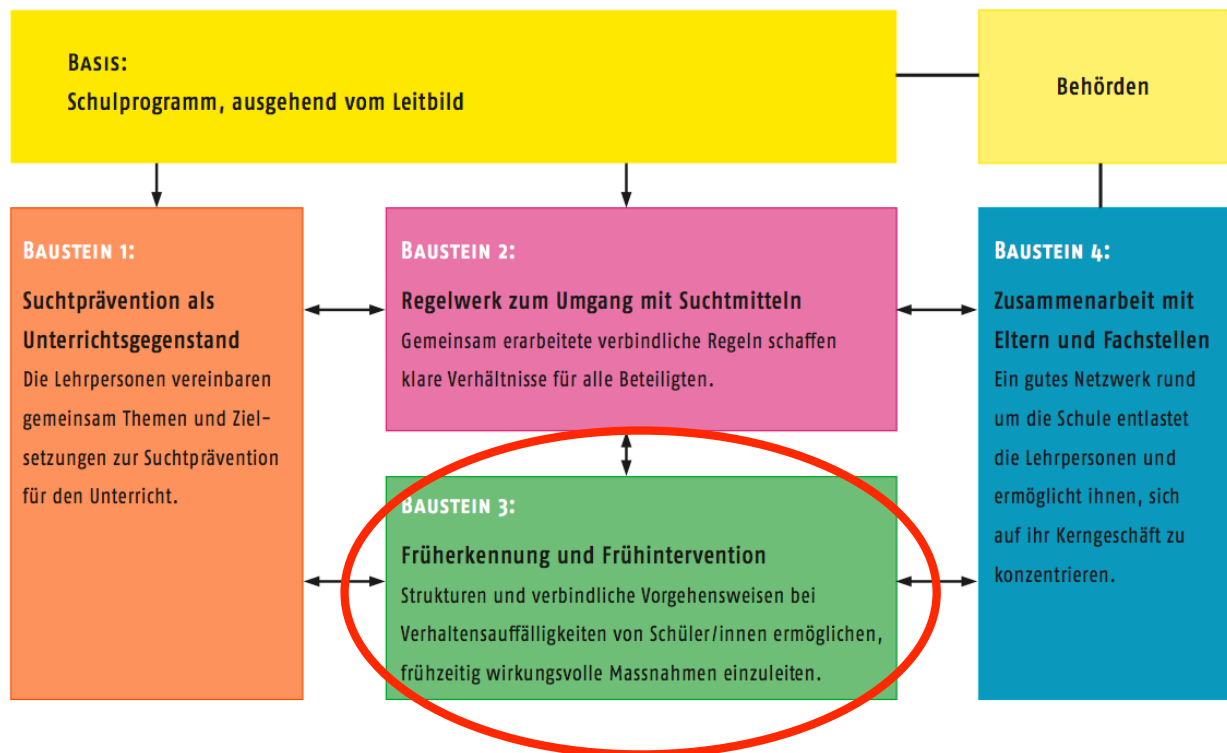 BASIS:
Schulprogramm, ausgehend vom Leitbild
Behörden
BAUSTEIN 1:
Suchtprävention als
Unterrichtsgegenstand
Die Lehrpersonen vereinbaren
gemeinsam Themen und Ziel-
setzungen zur Suchtprävention
für den Unterricht.
BAUSTEIN 2:
Regelwerk zum Umgang mit Suchtmitteln
Gemeinsam erarbeitete verbindliche Regeln schaffen
klare Verhältnisse für alle Beteiligten.
BAUSTEIN 3:
Früherkennung und Frühintervention
Strukturen und verbindliche Vorgehensweisen bei
Verhaltensauffälligkeiten von Schüler/innen ermöglichen,
frühzeitig wirkungsvolle Massnahmen einzuleiten.
BAUSTEIN 4:
Zusammenarbeit mit
Eltern und Fachstellen
Ein gutes Netzwerk rund
um die Schule entlastet
die Lehrpersonen und
ermöglicht ihnen, sich
auf ihr Kerngeschäft zu
konzentrieren.